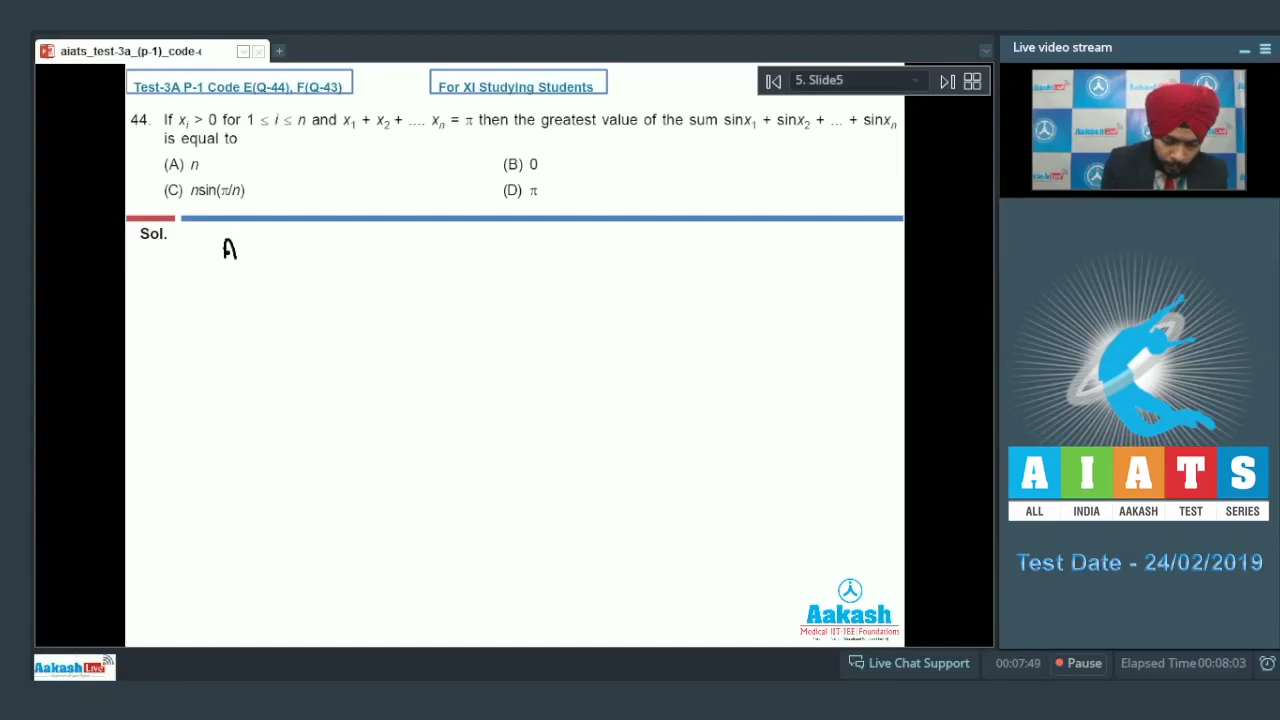 aiats_test-3a_(p-1)_code-
Live video stream
Test-3A P-1 Code E(Q-44), F(Q-43)
For XI Studying Students
5. Slide5
44. If xᵢ > 0 for 1 ≤ i ≤ n and x₁ + x₂ + .... xₙ = π then the greatest value of the sum sinx₁ + sinx₂ + ... + sinxₙ
is equal to
(A) n
(B) 0
(C) nsin(π/n)
(D) π
Sol.
A
A I A T S
ALL INDIA AAKASH TEST SERIES
Test Date - 24/02/2019
Aakash
Medical|IIT-JEE|Foundations
Aakash Live
Live Chat Support
00:07:49
Pause
Elapsed Time 00:08:03